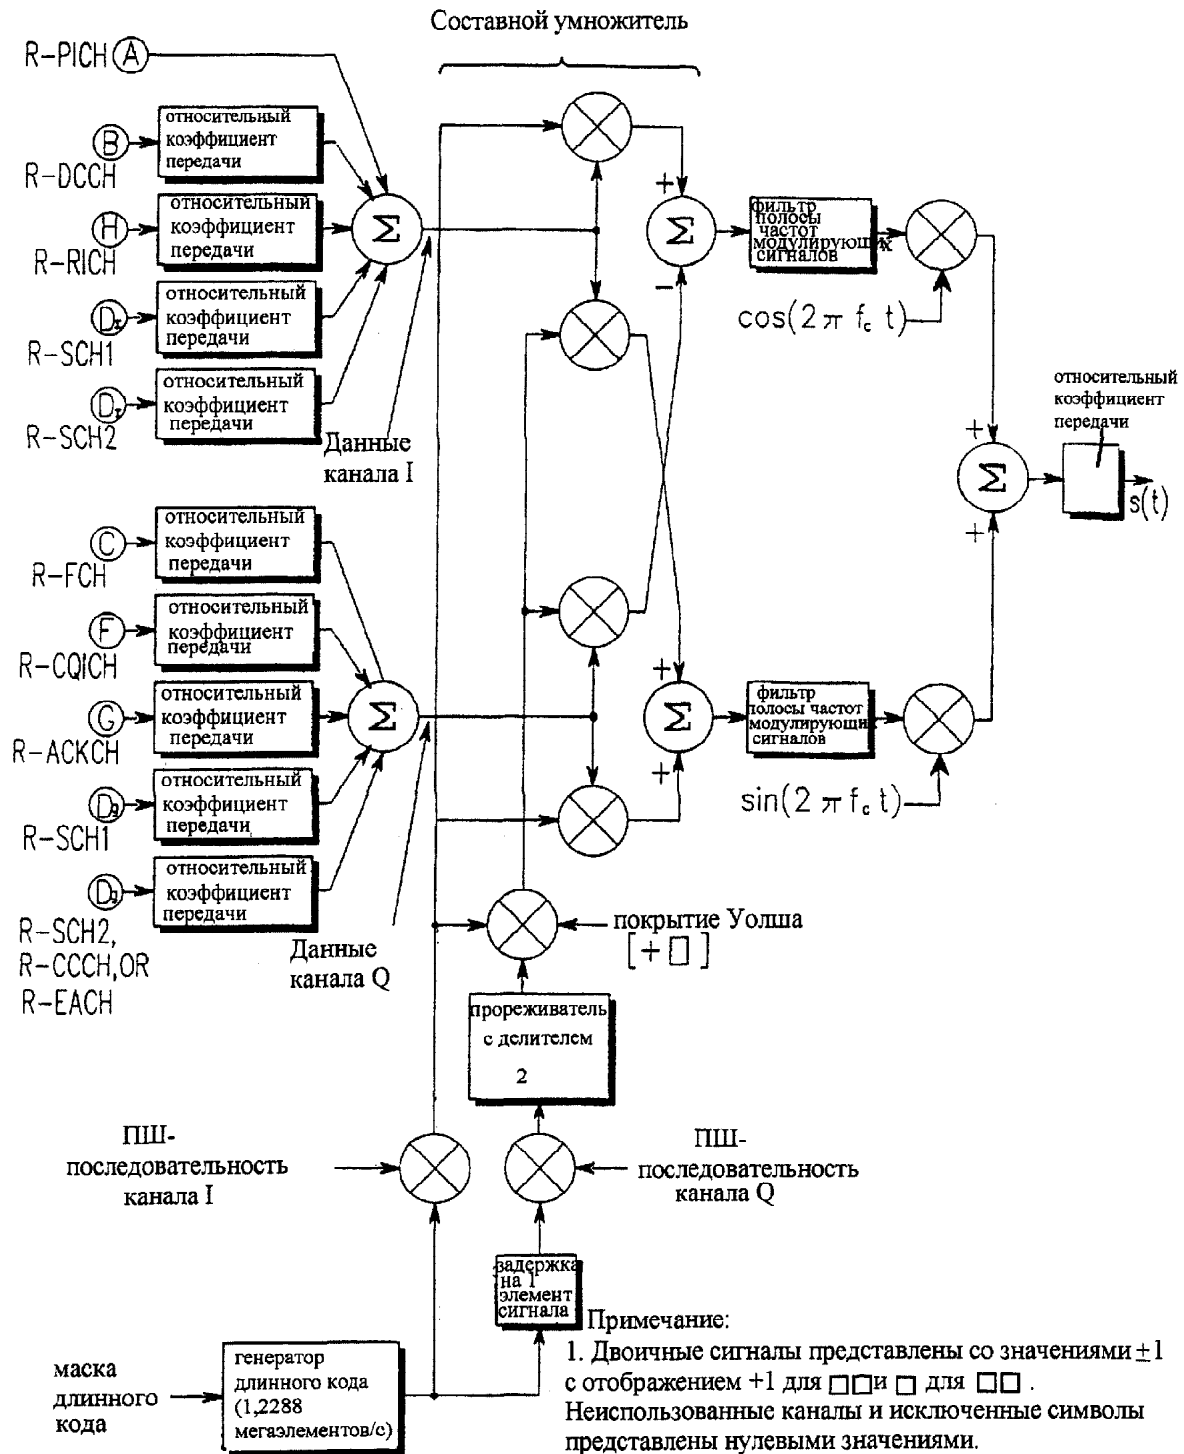 Составной умножитель
R-PICH A
B
R-DCCH
относительный
коэффициент
передачи
H
R-RICH
относительный
коэффициент
передачи
D_I
R-SCH1
относительный
коэффициент
передачи
D_I
R-SCH2
относительный
коэффициент
передачи
Σ
Данные
канала I
C
R-FCH
относительный
коэффициент
передачи
F
R-CQICH
относительный
коэффициент
передачи
G
R-ACKCH
относительный
коэффициент
передачи
D
R-SCH1
относительный
коэффициент
передачи
D
R-SCH2,
R-CCCH,OR
R-EACH
относительный
коэффициент
передачи
Σ
Данные
канала Q
+
Σ
-
фильтр
полосы
частот
модулирующих
сигналов
cos(2 π f_c t)
+
Σ
+
фильтр
полосы частот
модулирующих
сигналов
sin(2 π f_c t)
+
Σ
+
относительный
коэффициент
передачи
s(t)
покрытие Уолша
[+ □ ]
прореживатель
с делителем
2
ПШ-
последовательность
канала I
ПШ-
последовательность
канала Q
задержка
на 1
элемент
сигнала
маска
длинного
кода
генератор
длинного кода
(1,2288
мегаэлементов/с)
Примечание:
1. Двоичные сигналы представлены со значениями ±1
с отображением +1 для □□и □ для □□ .
Неиспользованные каналы и исключенные символы
представлены нулевыми значениями.